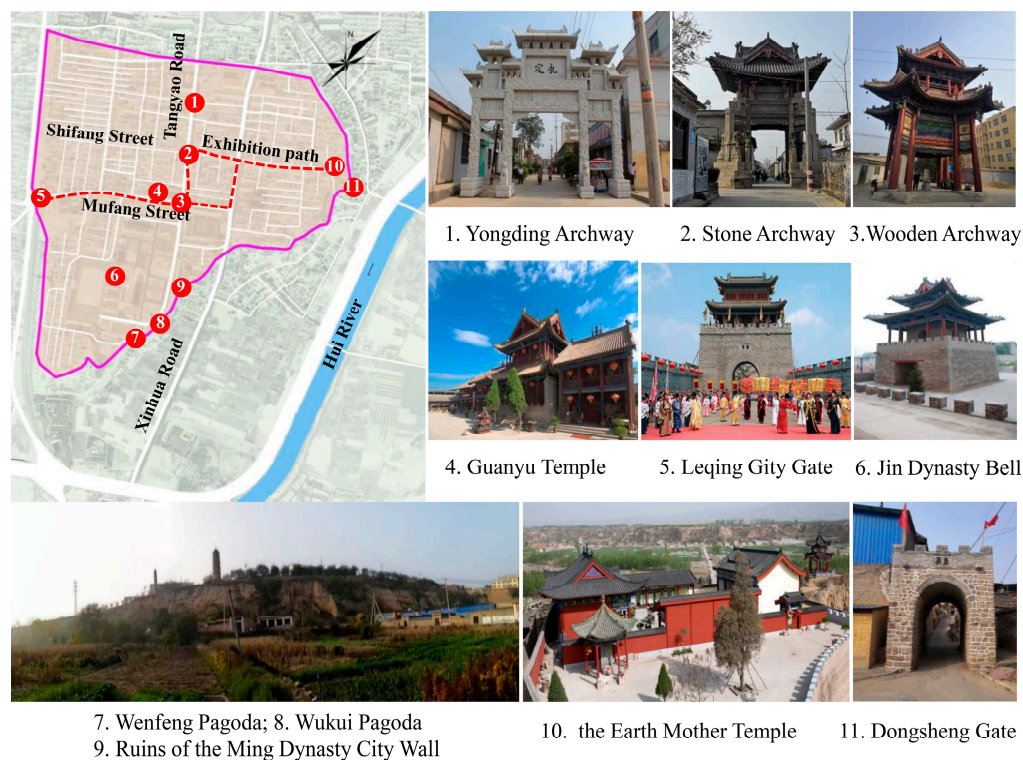 N
Tangyao Road
1
Shifang Street
Exhibition path
2
10
11
5
4
3
Mufang Street
6
9
8
7
Xinhua Road
Hui River
定永
1. Yongding Archway
2. Stone Archway
3.Wooden Archway
4. Guanyu Temple
5. Leqing Gity Gate
6. Jin Dynasty Bell
7. Wenfeng Pagoda; 8. Wukui Pagoda
9. Ruins of the Ming Dynasty City Wall
10. the Earth Mother Temple
11. Dongsheng Gate